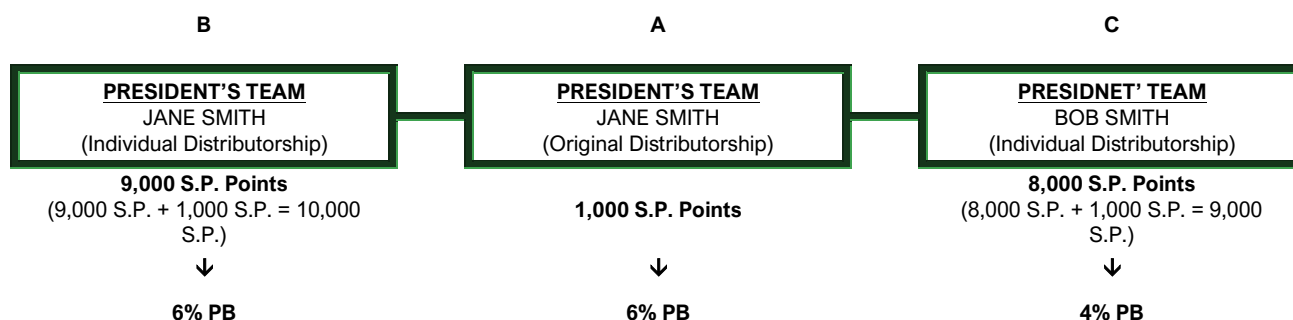 B
A
C
PRESIDENT’S TEAM
JANE SMITH
(Individual Distributorship)
PRESIDENT’S TEAM
JANE SMITH
(Original Distributorship)
PRESIDNET’ TEAM
BOB SMITH
(Individual Distributorship)
9,000 S.P. Points
(9,000 S.P. + 1,000 S.P. = 10,000
S.P.)
1,000 S.P. Points
8,000 S.P. Points
(8,000 S.P. + 1,000 S.P. = 9,000
S.P.)
6% PB
6% PB
4% PB